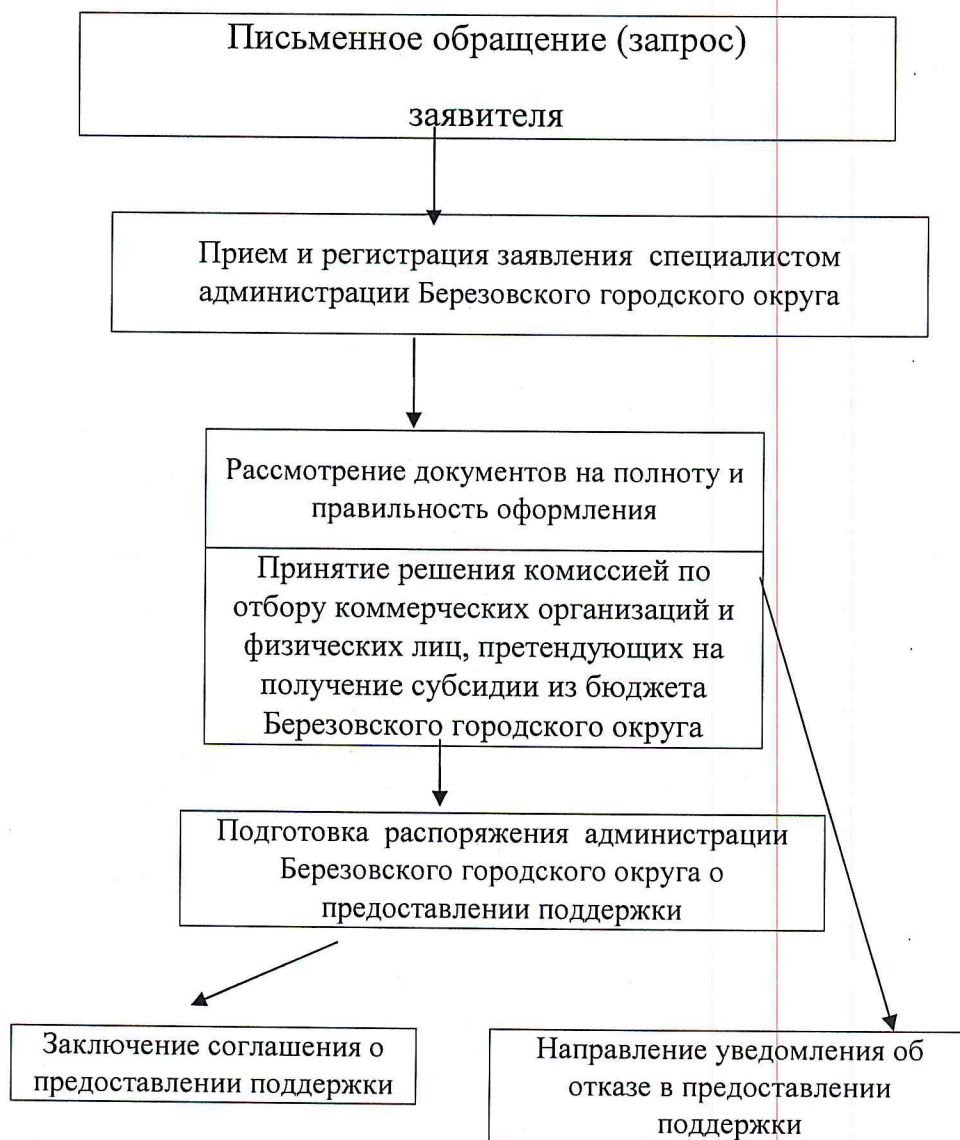 Письменное обращение (запрос)
заявителя
Прием и регистрация заявления специалистом
администрации Березовского городского округа
Рассмотрение документов на полноту и
правильность оформления
Принятие решения комиссией по
отбору коммерческих организаций и
физических лиц, претендующих на
получение субсидии из бюджета
Березовского городского округа
Подготовка распоряжения администрации
Березовского городского округа о
предоставлении поддержки
Заключение соглашения о
предоставлении поддержки
Направление уведомления об
отказе в предоставлении
поддержки